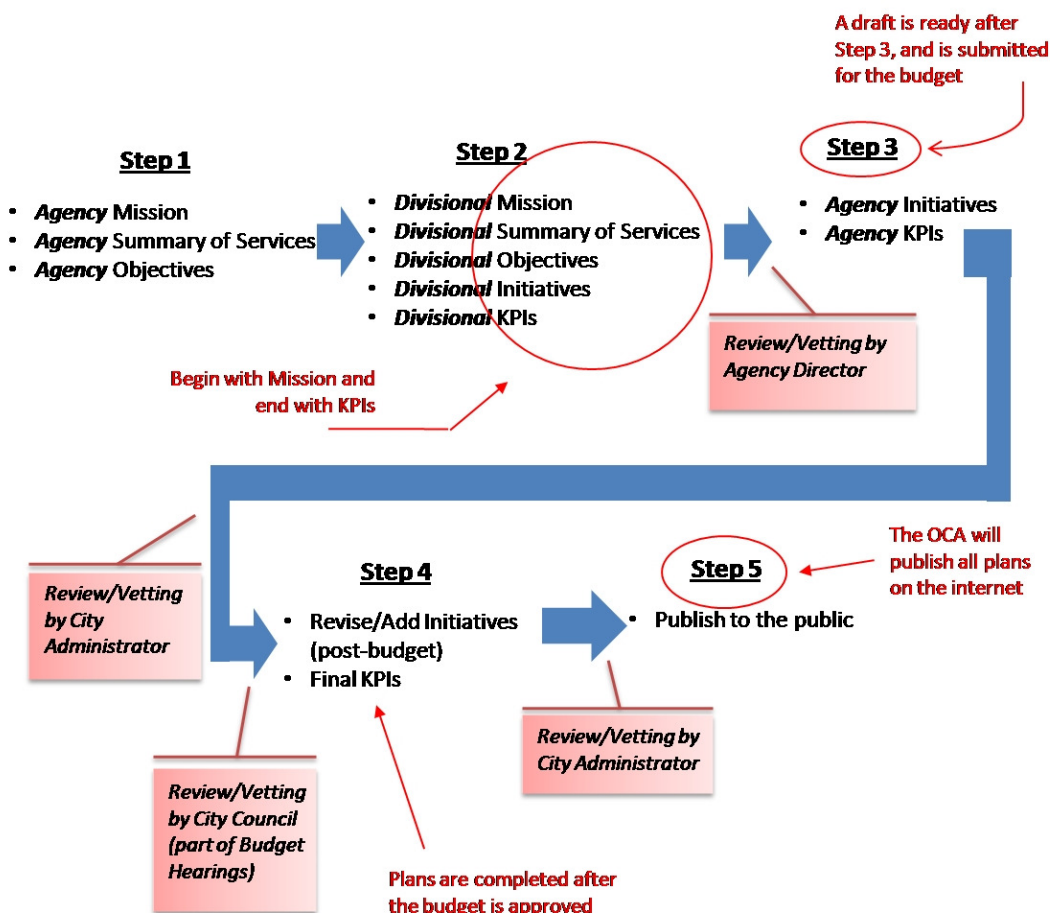 A draft is ready after
Step 3, and is submitted
for the budget
Step 1
• Agency Mission
• Agency Summary of Services
• Agency Objectives
Step 2
• Divisional Mission
• Divisional Summary of Services
• Divisional Objectives
• Divisional Initiatives
• Divisional KPIs
Step 3
• Agency Initiatives
• Agency KPIs
Review/Vetting by
Agency Director
Begin with Mission and
end with KPIs
Review/Vetting
by City
Administrator
Step 4
• Revise/Add Initiatives
(post-budget)
• Final KPIs
Step 5
• Publish to the public
The OCA will
publish all plans
on the internet
Review/Vetting by
City Administrator
Review/Vetting
by City Council
(part of Budget
Hearings)
Plans are completed after
the budget is approved